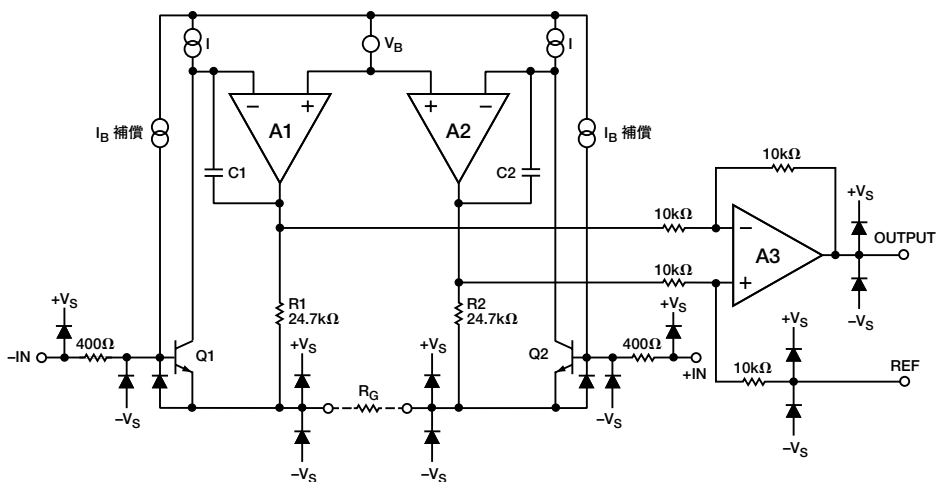 I
V_B
I
I_B 補償
A1
A2
I_B 補償
−
+
+
−
C1
C2
10kΩ
10kΩ
+V_S
−
A3
OUTPUT
10kΩ
+
R1
24.7kΩ
R2
24.7kΩ
+V_S
−V_S
+V_S
400Ω
Q1
+V_S
+V_S
Q2
400Ω
+V_S
−IN
+IN
10kΩ
REF
−V_S
R_G
−V_S
−V_S
−V_S
−V_S